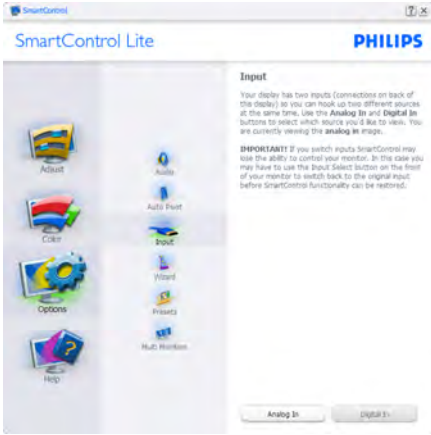 SmartControl
SmartControl Lite
PHILIPS
Adjust
Color
Options
Help
Audio
Auto Pivot
Input
Wizard
Presets
Multi Monitors
Input
Your display has two inputs (connections on back of
the display) so you can hook up two different sources
at the same time. Use the Analog In and Digital In
buttons to select which source you'd like to view. You
are currently viewing the analog in image.
IMPORTANT! If you switch inputs SmartControl may
lose the ability to control your monitor. In this case you
may have to use the Input Select button on the front
of your monitor to switch back to the original input
before SmartControl functionality can be restored.
Analog In
Digital In